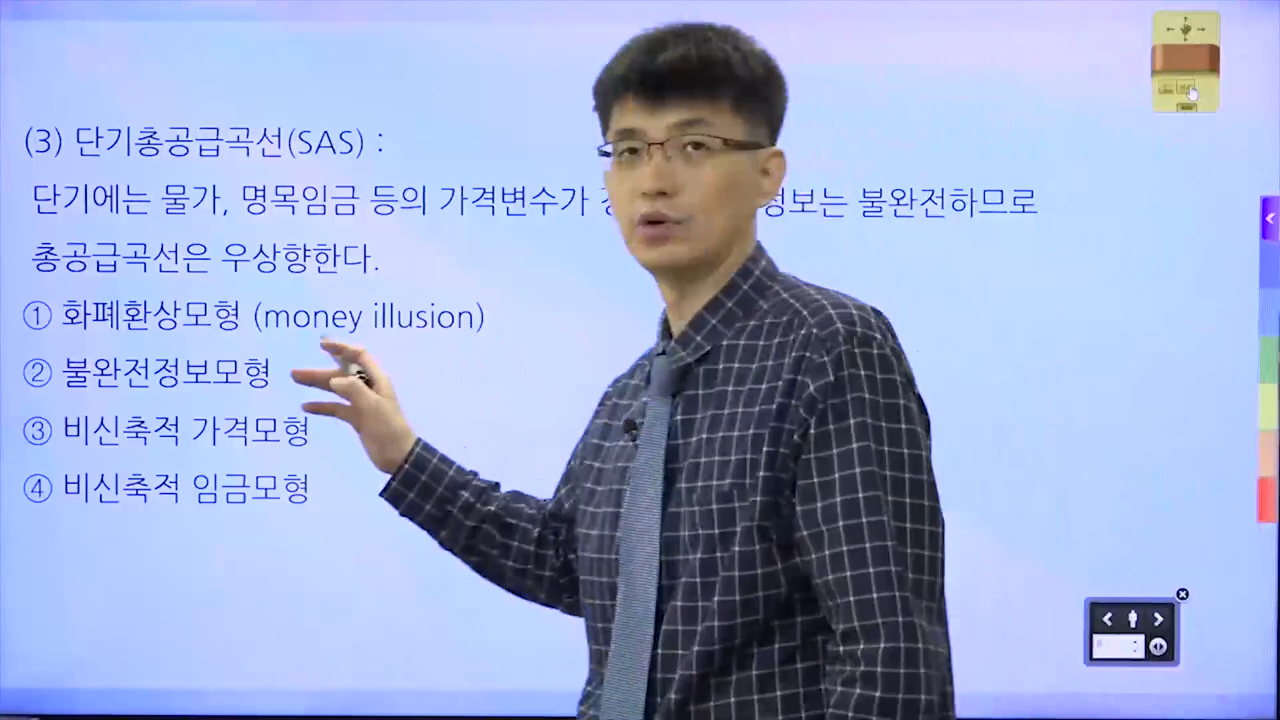 (3) 단기총공급곡선(SAS) :
단기에는 물가, 명목임금 등의 가격변수가 정보는 불완전하므로
총공급곡선은 우상향한다.
① 화폐환상모형 (money illusion)
② 불완전정보모형
③ 비신축적 가격모형
④ 비신축적 임금모형